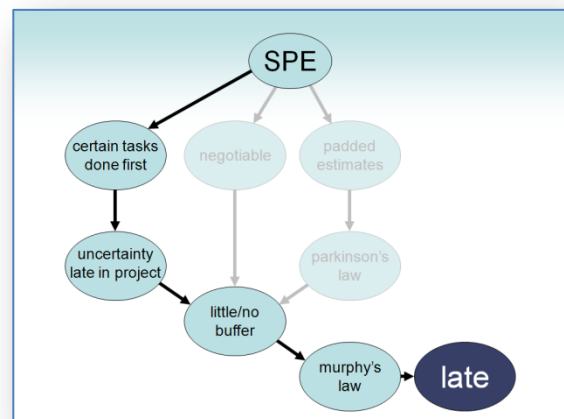 SPE
certain tasks
done first
negotiable
padded
estimates
uncertainty
late in project
parkinson's
law
little/no
buffer
murphy's
law
late